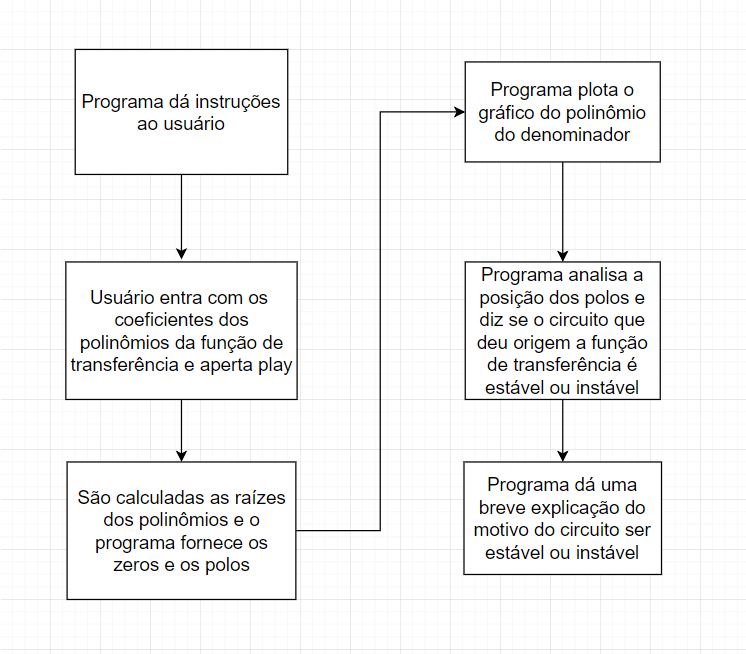 Programa dá instruções
ao usuário
Usuário entra com os
coeficientes dos
polinômios da função de
transferência e aperta play
São calculadas as raízes
dos polinômios e o
programa fornece os
zeros e os polos
Programa plota o
gráfico do polinômio
do denominador
Programa analisa a
posição dos polos e
diz se o circuito que
deu origem a função
de transferência é
estável ou instável
Programa dá uma
breve explicação do
motivo do circuito ser
estável ou instável